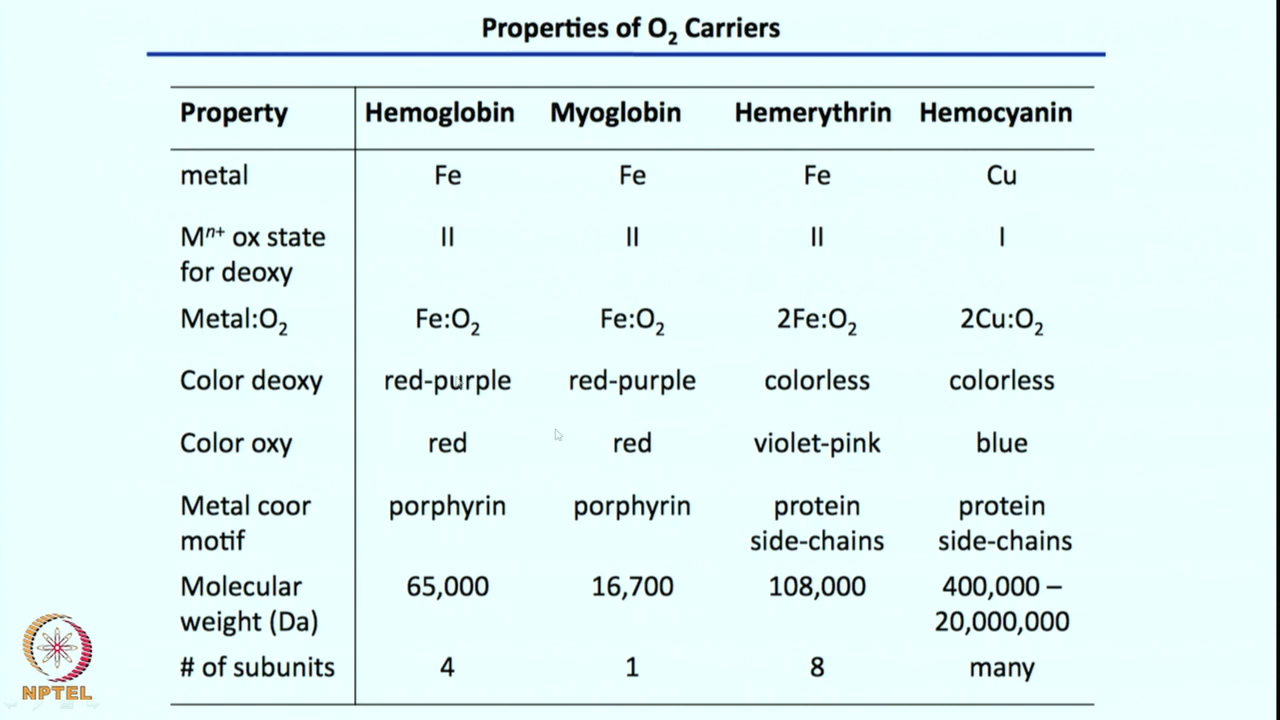 Properties of O₂ Carriers
Property Hemoglobin Myoglobin Hemerythrin Hemocyanin
metal Fe Fe Fe Cu
Mⁿ⁺ ox state II II II I
for deoxy
Metal:O₂ Fe:O₂ Fe:O₂ 2Fe:O₂ 2Cu:O₂
Color deoxy red-purple red-purple colorless colorless
Color oxy red red violet-pink blue
Metal coor porphyrin porphyrin protein protein
motif side-chains side-chains
Molecular 65,000 16,700 108,000 400,000 –
weight (Da) 20,000,000
# of subunits 4 1 8 many
NPTEL